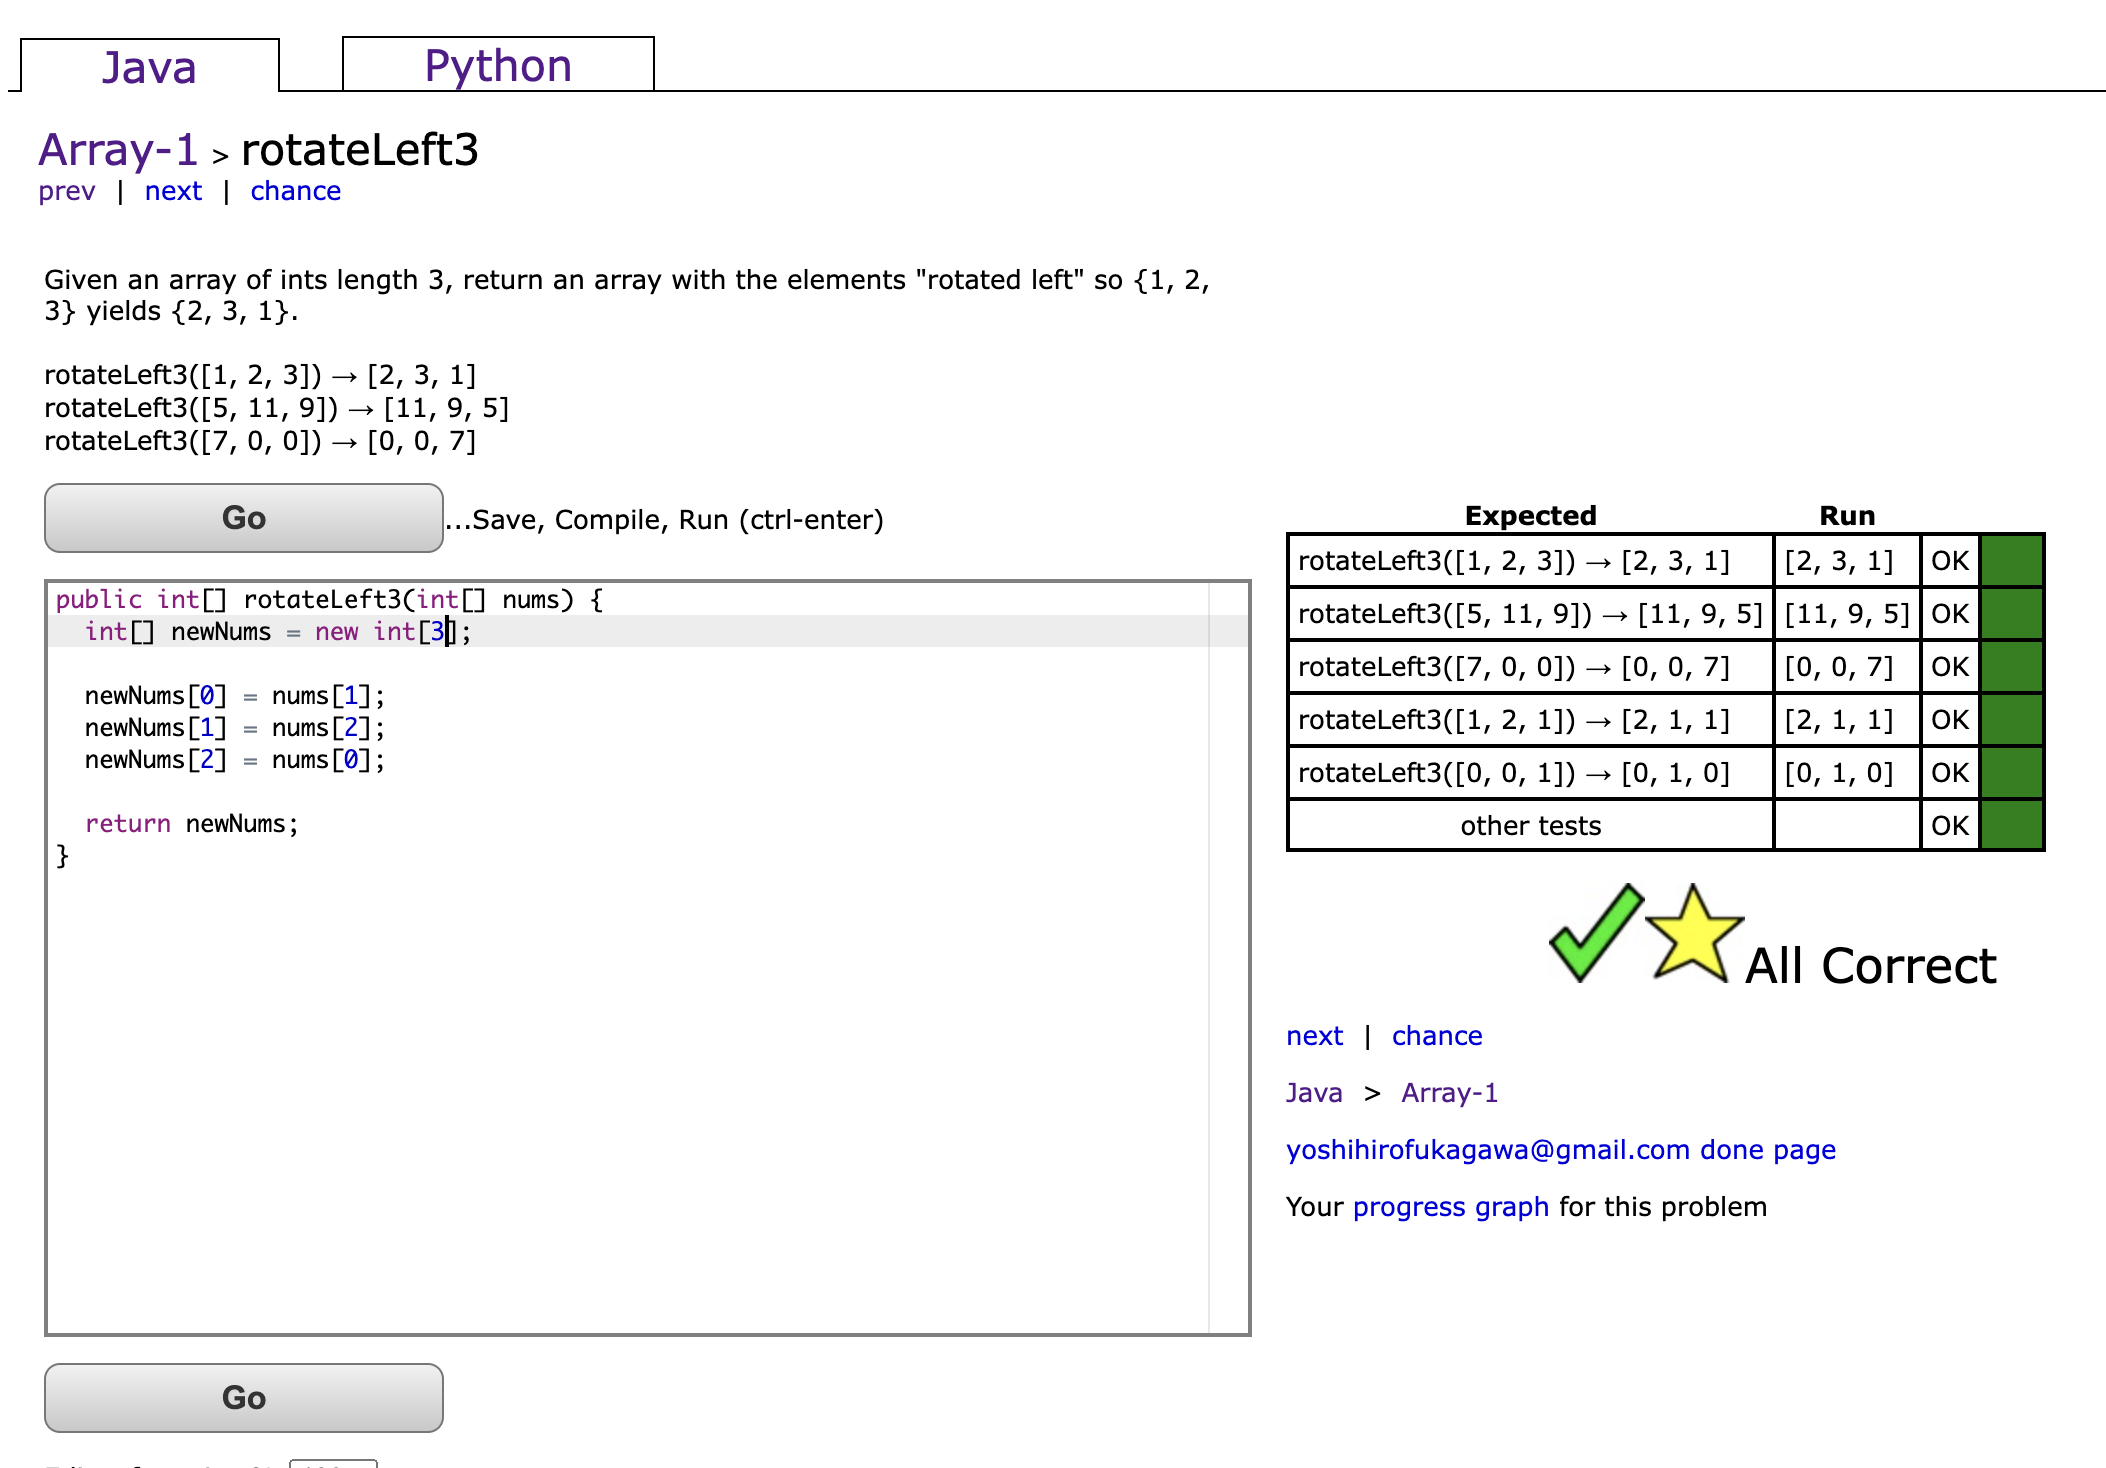 Java
Python
Array-1 > rotateLeft3
prev | next | chance
Given an array of ints length 3, return an array with the elements "rotated left" so {1, 2,
3} yields {2, 3, 1}.
rotateLeft3([1, 2, 3]) → [2, 3, 1]
rotateLeft3([5, 11, 9]) → [11, 9, 5]
rotateLeft3([7, 0, 0]) → [0, 0, 7]
Go
...Save, Compile, Run (ctrl-enter)
public int[] rotateLeft3(int[] nums) {
  int[] newNums = new int[3];
  newNums[0] = nums[1];
  newNums[1] = nums[2];
  newNums[2] = nums[0];
  return newNums;
}
Go
Expected Run
rotateLeft3([1, 2, 3]) → [2, 3, 1] [2, 3, 1] OK
rotateLeft3([5, 11, 9]) → [11, 9, 5] [11, 9, 5] OK
rotateLeft3([7, 0, 0]) → [0, 0, 7] [0, 0, 7] OK
rotateLeft3([1, 2, 1]) → [2, 1, 1] [2, 1, 1] OK
rotateLeft3([0, 0, 1]) → [0, 1, 0] [0, 1, 0] OK
other tests OK
All Correct
next | chance
Java > Array-1
yoshihirofukagawa@gmail.com done page
Your progress graph for this problem